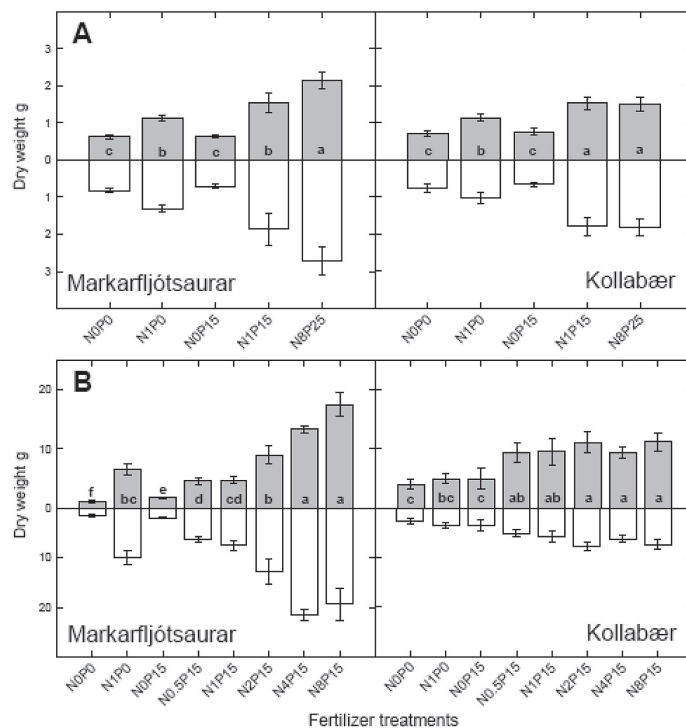 A
Dry weight g
3
2
1
0
1
2
3
c b c b a
c b c a a
Markarfljótsaurar
Kollabær
N0P0 N1P0 N0P15 N1P15 N8P25
N0P0 N1P0 N0P15 N1P15 N8P25
B
Dry weight g
20
10
0
10
20
f bc e d cd b a a
c bc c ab ab a a a
Markarfljótsaurar
Kollabær
N0P0 N1P0 N0P15 N0.5P15 N1P15 N2P15 N4P15 N8P15
N0P0 N1P0 N0P15 N0.5P15 N1P15 N2P15 N4P15 N8P15
Fertilizer treatments